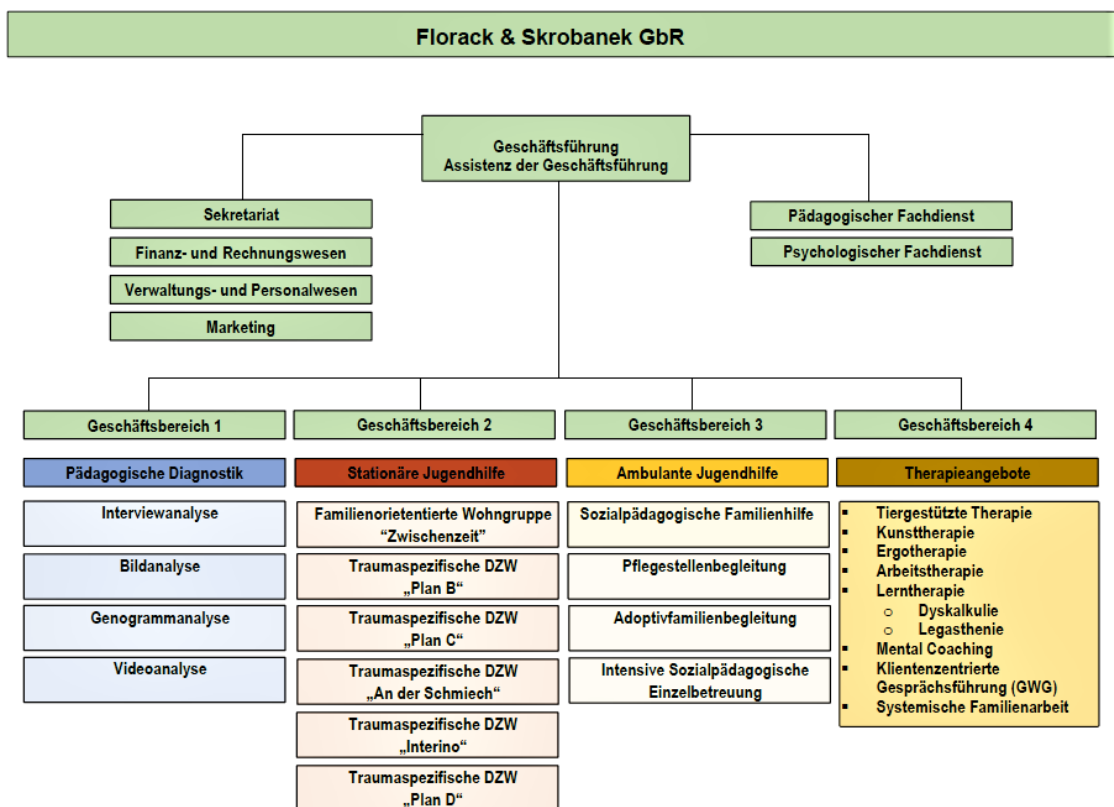 Florack & Skrobanek GbR
Geschäftsführung
Assistenz der Geschäftsführung
Sekretariat
Finanz- und Rechnungswesen
Verwaltungs- und Personalwesen
Marketing
Pädagogischer Fachdienst
Psychologischer Fachdienst
Geschäftsbereich 1
Pädagogische Diagnostik
Interviewanalyse
Bildanalyse
Genogrammanalyse
Videoanalyse
Geschäftsbereich 2
Stationäre Jugendhilfe
Familienorietentierte Wohngruppe
“Zwischenzeit”
Traumaspezifische DZW
„Plan B“
Traumaspezifische DZW
„Plan C“
Traumaspezifische DZW
„An der Schmiech“
Traumaspezifische DZW
„Interino“
Traumaspezifische DZW
„Plan D“
Geschäftsbereich 3
Ambulante Jugendhilfe
Sozialpädagogische Familienhilfe
Pflegestellenbegleitung
Adoptivfamilienbegleitung
Intensive Sozialpädagogische
Einzelbetreuung
Geschäftsbereich 4
Therapieangebote
▪ Tiergestützte Therapie
▪ Kunsttherapie
▪ Ergotherapie
▪ Arbeitstherapie
▪ Lerntherapie
o Dyskalkulie
o Legasthenie
▪ Mental Coaching
▪ Klientenzentrierte
Gesprächsführung (GWG)
▪ Systemische Familienarbeit